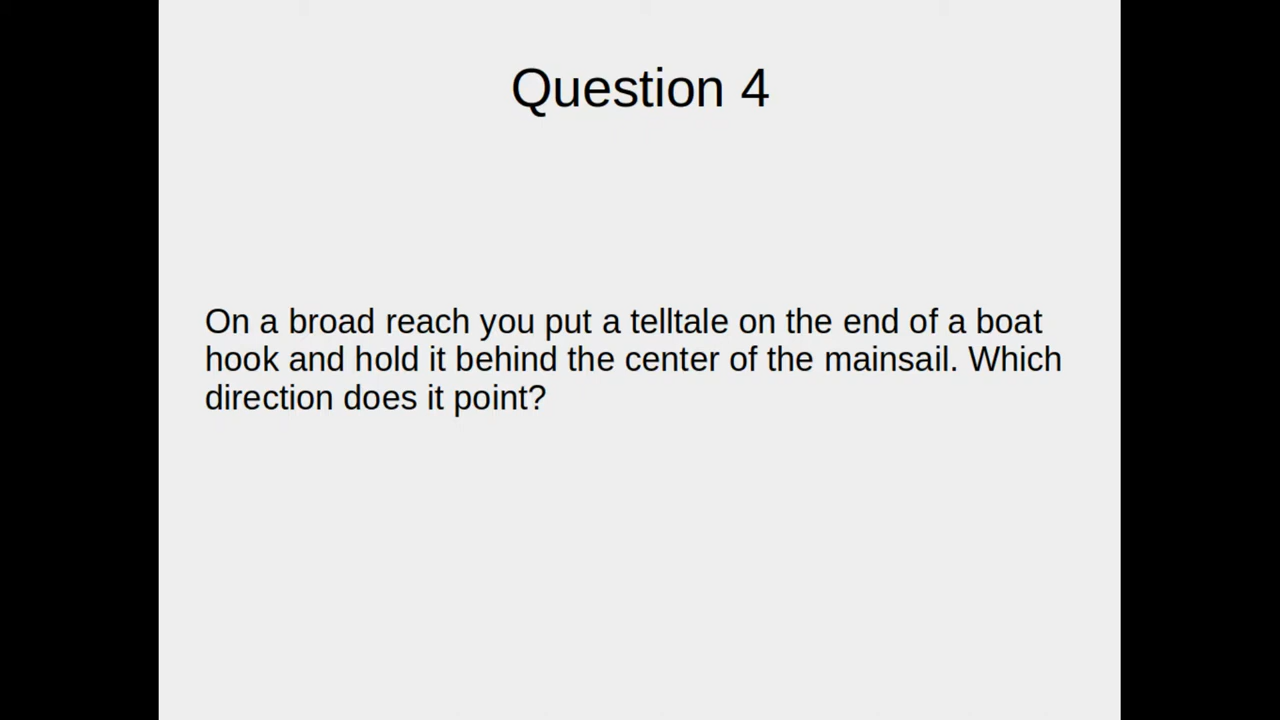 Question 4
On a broad reach you put a telltale on the end of a boat
hook and hold it behind the center of the mainsail. Which
direction does it point?